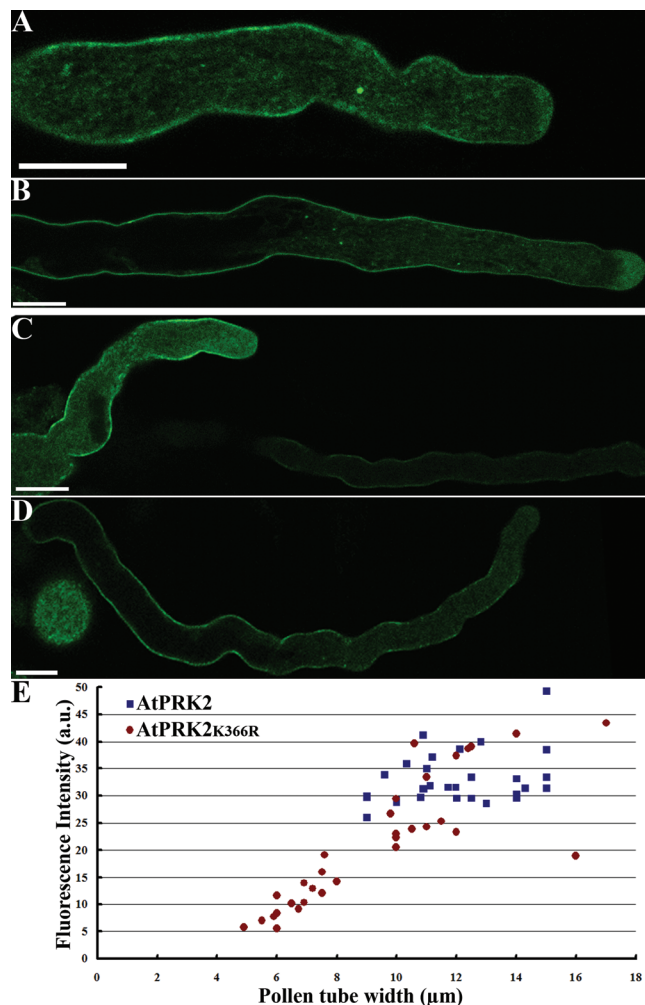 A
B
C
D
E
AtPRK2
AtPRK2K366R
Fluorescence Intensity (a.u.)
50
45
40
35
30
25
20
15
10
5
0
0 2 4 6 8 10 12 14 16 18
Pollen tube width (μm)